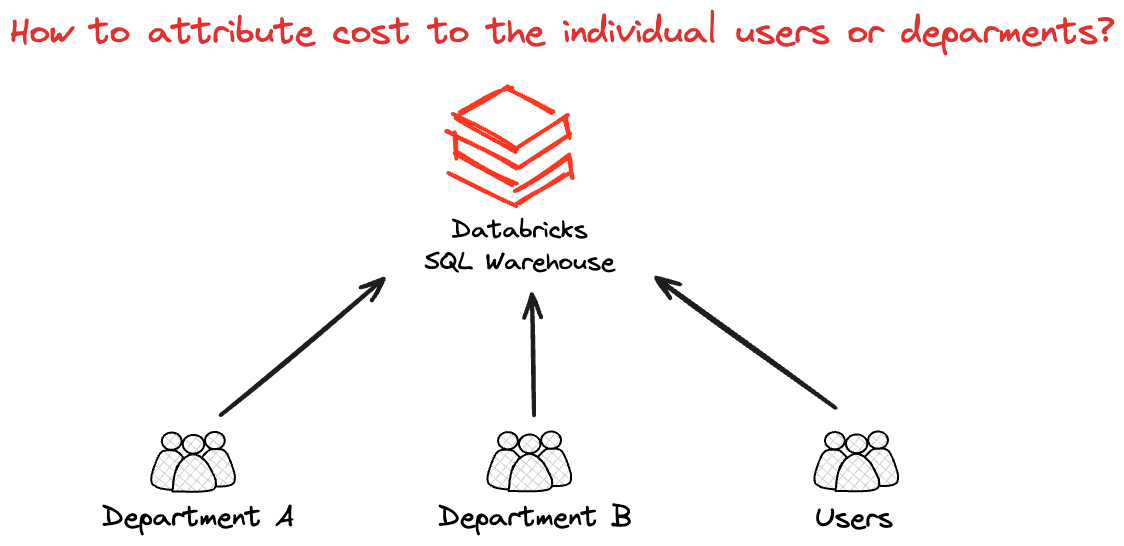 How to attribute cost to the individual users or deparments?
Databricks
SQL Warehouse
Department A
Department B
Users